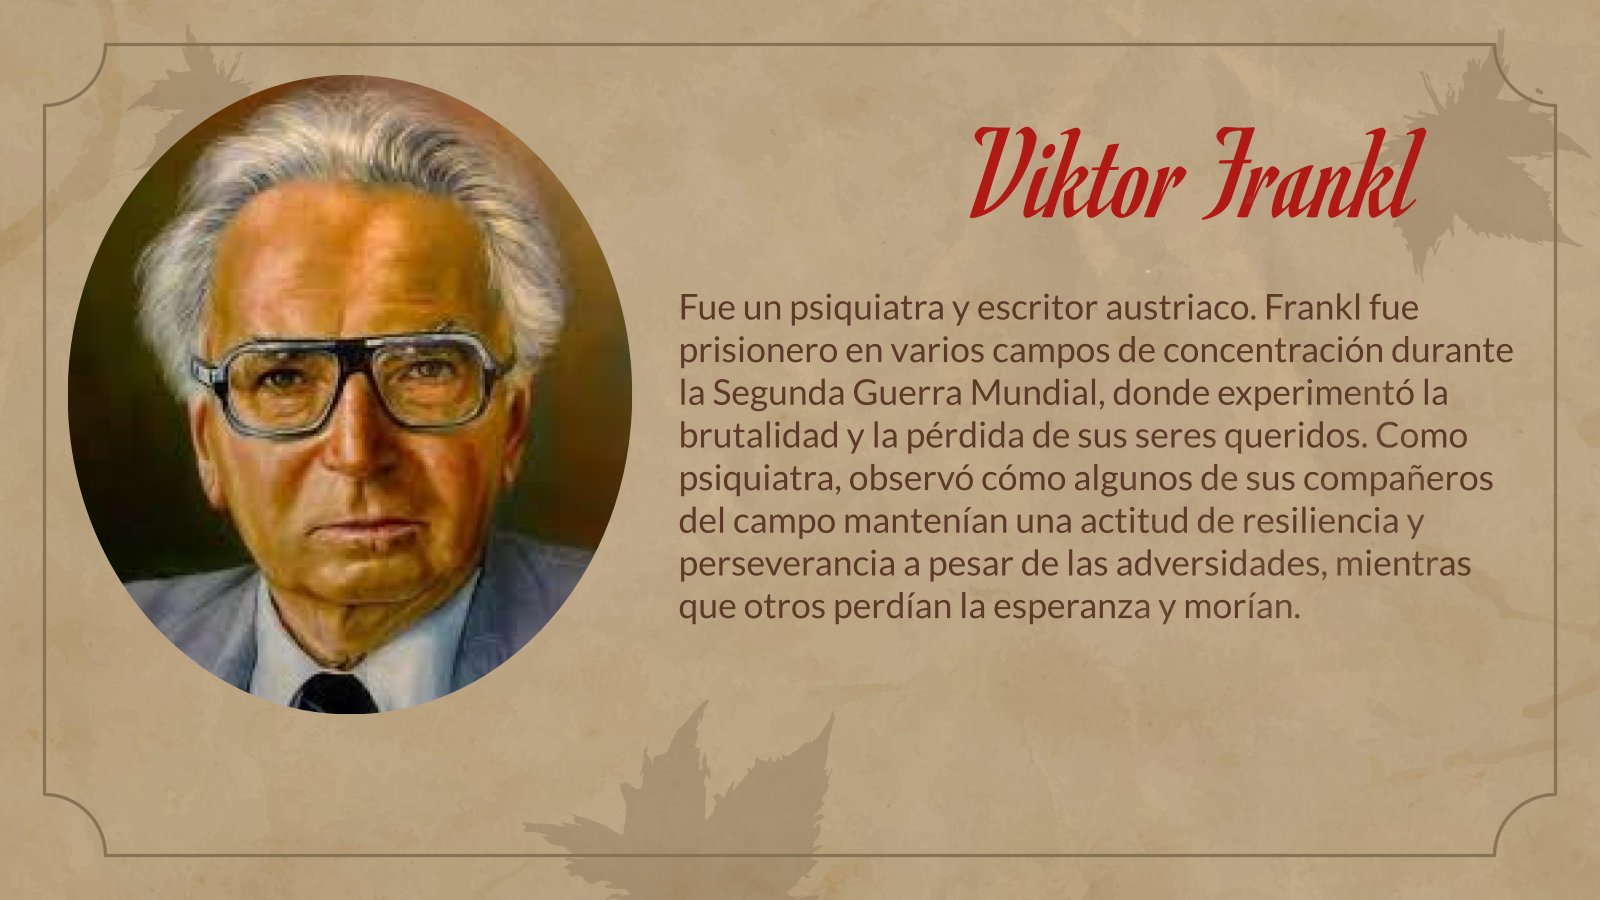 Viktor Frankl
Fue un psiquiatra y escritor austriaco. Frankl fue
prisionero en varios campos de concentración durante
la Segunda Guerra Mundial, donde experimentó la
brutalidad y la pérdida de sus seres queridos. Como
psiquiatra, observó cómo algunos de sus compañeros
del campo mantenían una actitud de resiliencia y
perseverancia a pesar de las adversidades, mientras
que otros perdían la esperanza y morían.